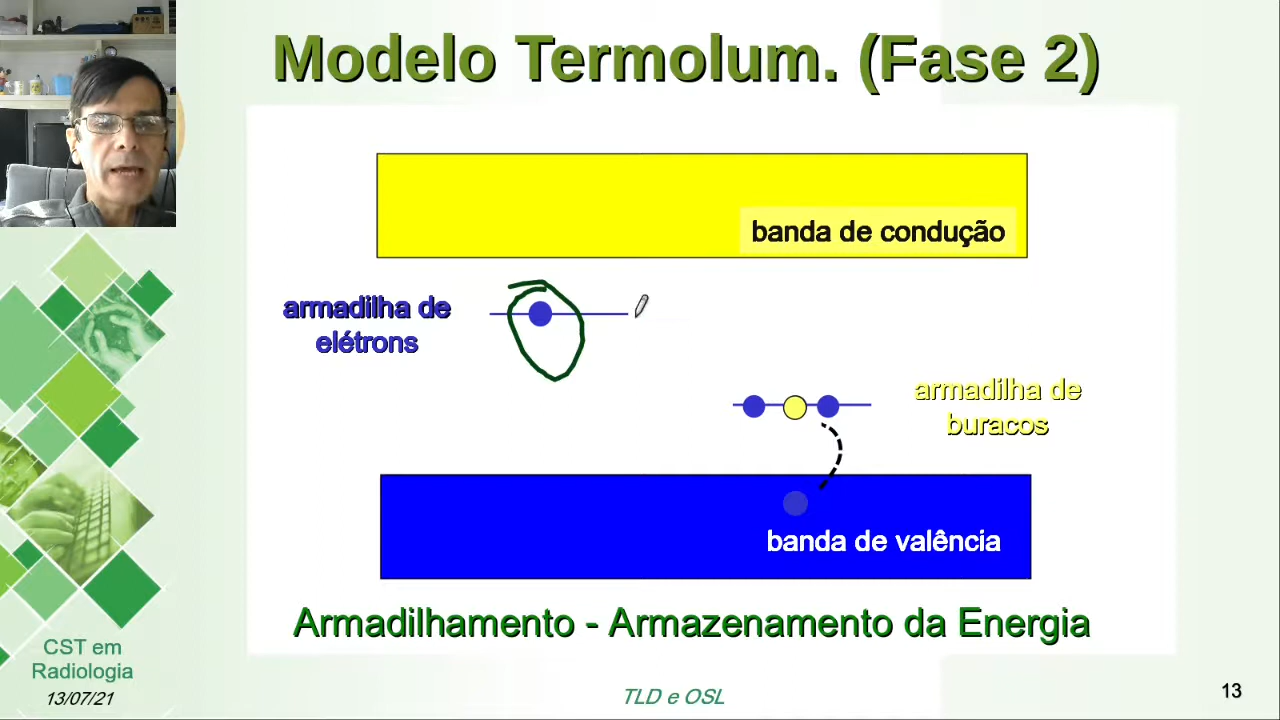 Modelo Termolum. (Fase 2)
banda de condução
armadilha de
elétrons
armadilha de
buracos
banda de valência
Armadilhamento - Armazenamento da Energia
CST em
Radiologia
13/07/21
TLD e OSL
13